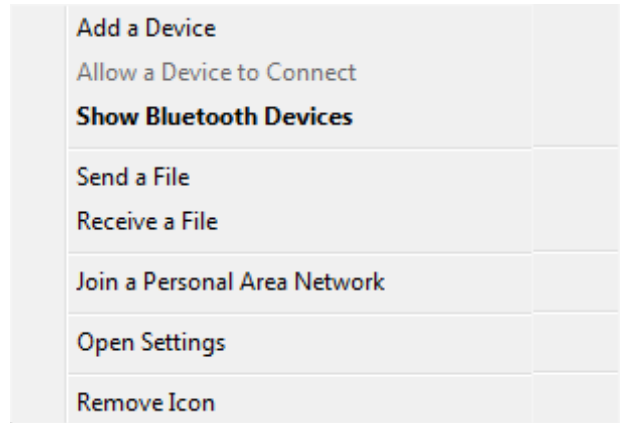 Add a Device
Allow a Device to Connect
Show Bluetooth Devices
Send a File
Receive a File
Join a Personal Area Network
Open Settings
Remove Icon